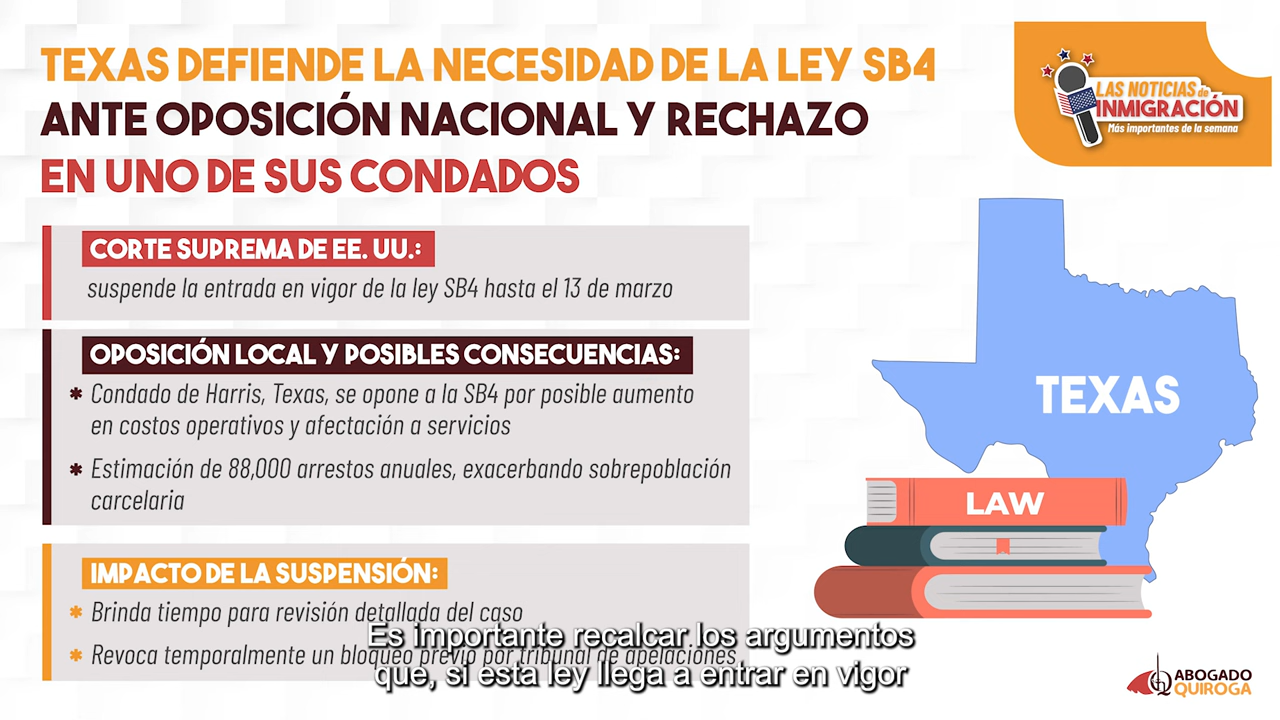 TEXAS DEFIENDE LA NECESIDAD DE LA LEY SB4
ANTE OPOSICIÓN NACIONAL Y RECHAZO
EN UNO DE SUS CONDADOS
LAS NOTICIAS de
INMIGRACIÓN
Más importantes de la semana
CORTE SUPREMA DE EE. UU.:
suspende la entrada en vigor de la ley SB4 hasta el 13 de marzo
OPOSICIÓN LOCAL Y POSIBLES CONSECUENCIAS:
* Condado de Harris, Texas, se opone a la SB4 por posible aumento
en costos operativos y afectación a servicios
* Estimación de 88,000 arrestos anuales, exacerbando sobrepoblación
carcelaria
IMPACTO DE LA SUSPENSIÓN:
* Brinda tiempo para revisión detallada del caso
* Revoca temporalmente un bloqueo previo por tribunal de apelaciones
TEXAS
LAW
Es importante recalcar los argumentos
que, si esta ley llega a entrar en vigor
ABOGADO
QUIROGA